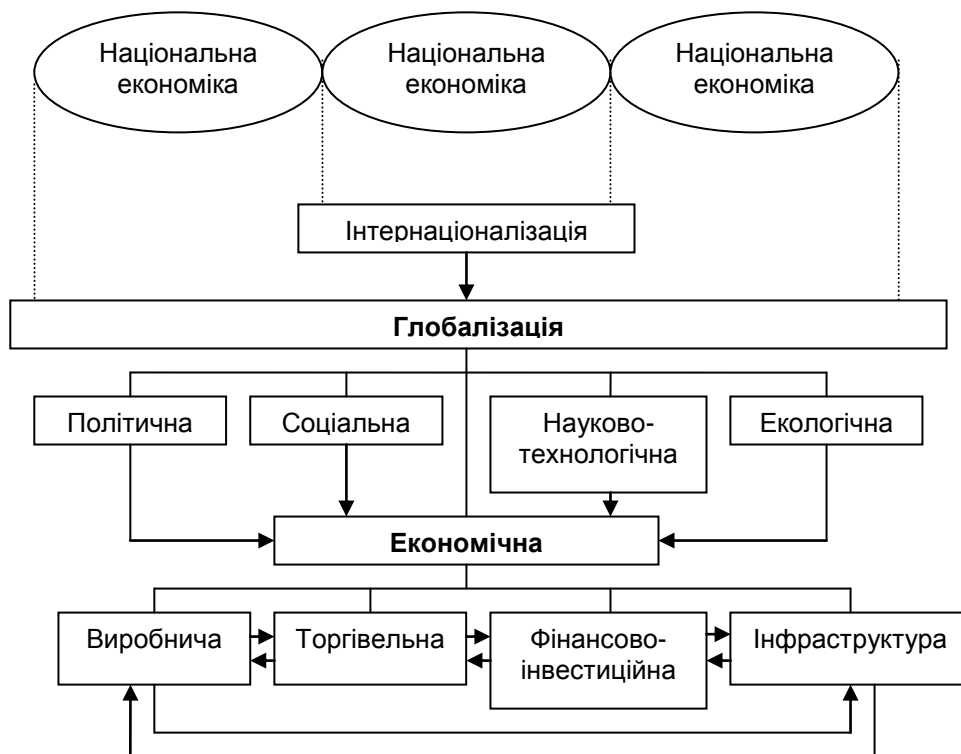 Національна
економіка
Національна
економіка
Національна
економіка
Інтернаціоналізація
Глобалізація
Політична
Соціальна
Науково-
технологічна
Екологічна
Економічна
Виробнича
Торгівельна
Фінансово-
інвестиційна
Інфраструктура